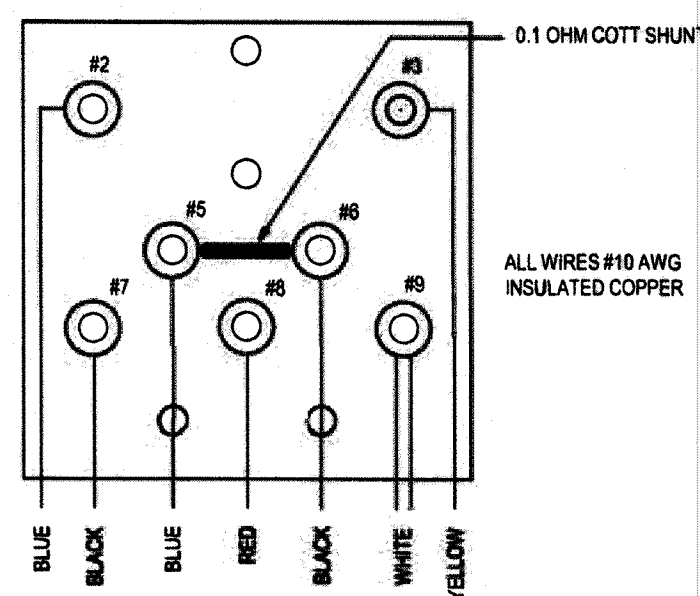 0.1 OHM COTT SHUNT
#2
#3
#5
#6
ALL WIRES #10 AWG
INSULATED COPPER
#7
#8
#9
BLUE
BLACK
BLUE
RED
BLACK
WHITE
YELLOW